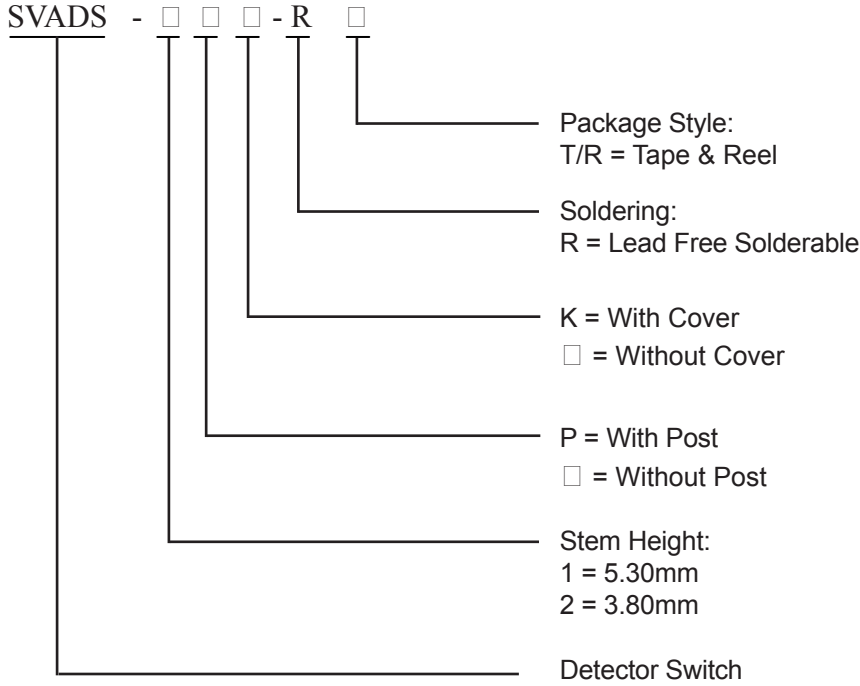 SVADS - □ □ □ - R □
Package Style:
T/R = Tape & Reel
Soldering:
R = Lead Free Solderable
K = With Cover
□ = Without Cover
P = With Post
□ = Without Post
Stem Height:
1 = 5.30mm
2 = 3.80mm
Detector Switch